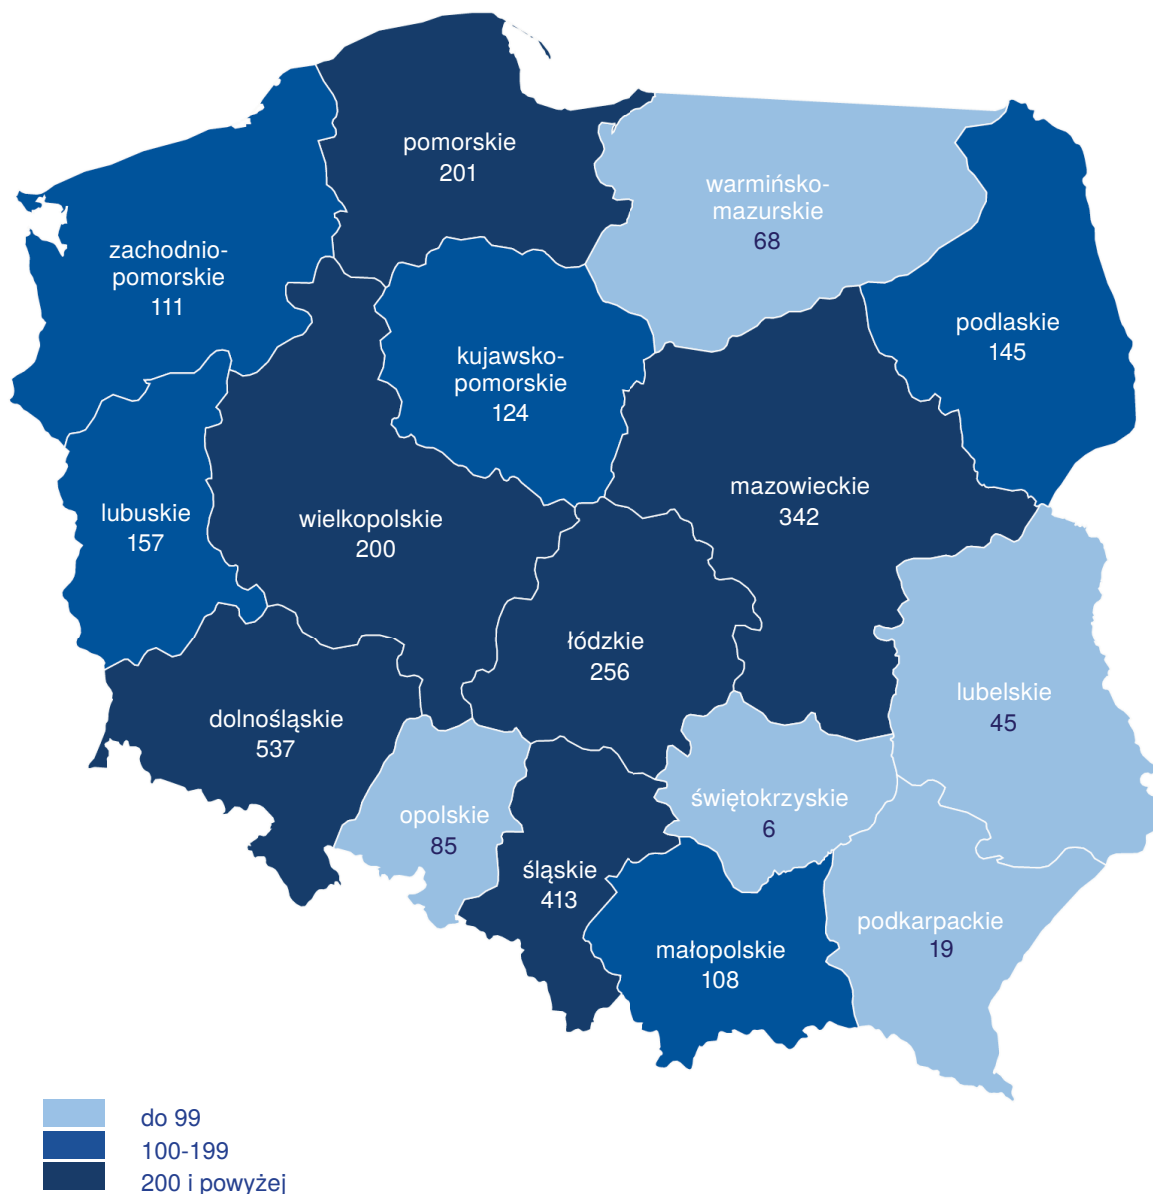 pomorskie
201
warmińsko-
mazurskie
68
zachodnio-
pomorskie
111
podlaskie
145
kujawsko-
pomorskie
124
mazowieckie
342
lubuskie
157
wielkopolskie
200
łódzkie
256
lubelskie
45
dolnośląskie
537
opolskie
85
świętokrzyskie
6
śląskie
413
podkarpackie
19
małopolskie
108
do 99
100-199
200 i powyżej